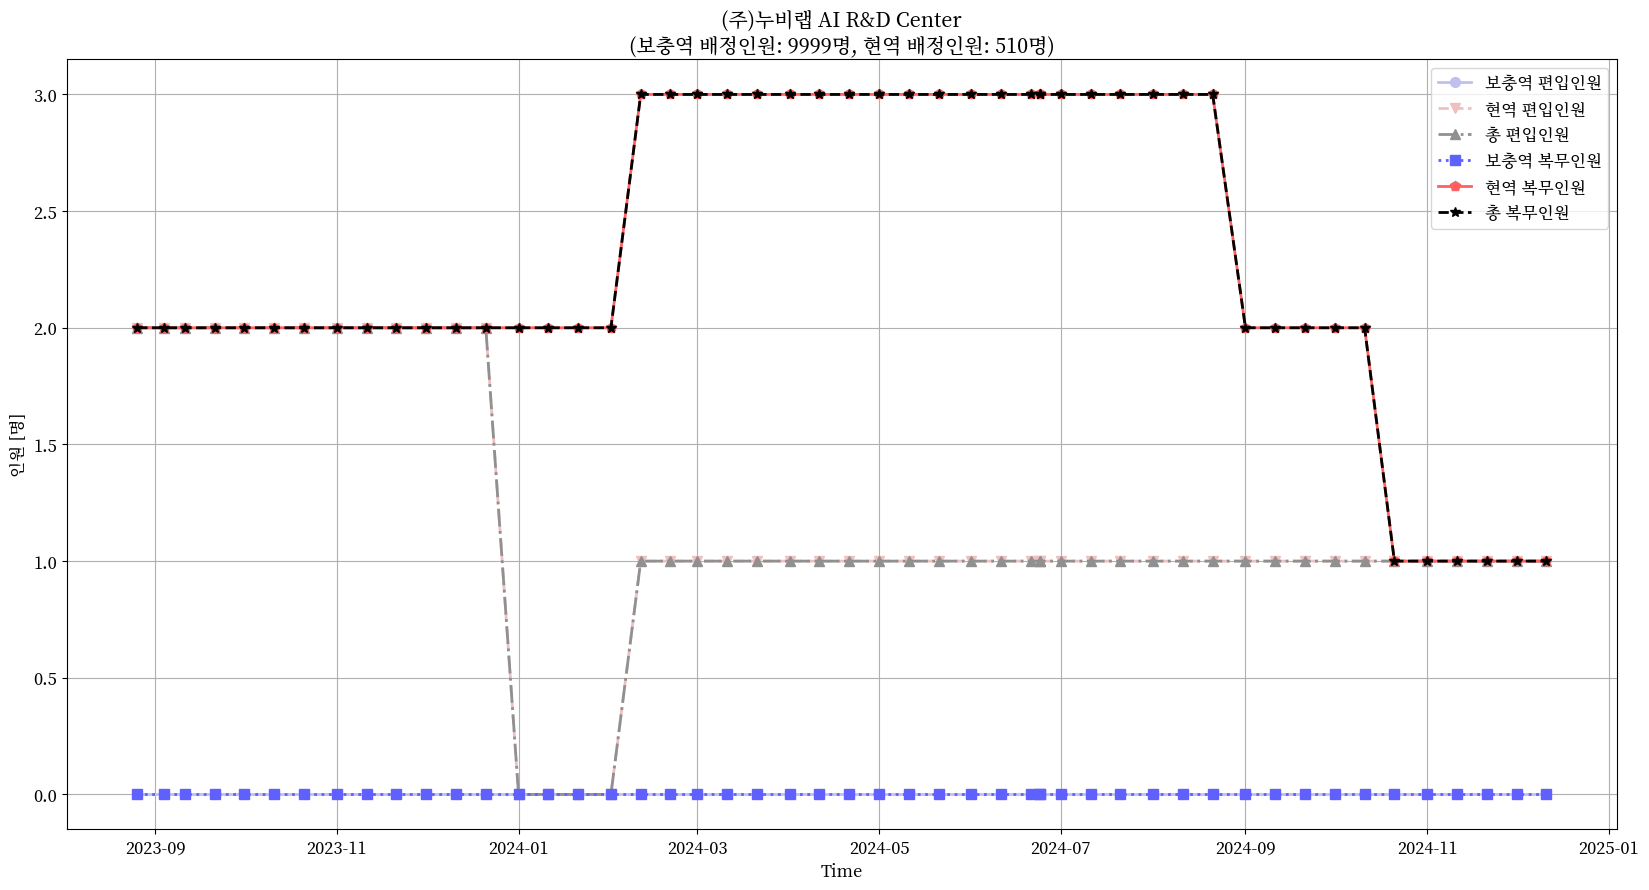 (주)누비랩 AI R&D Center
(보충역 배정인원: 9999명, 현역 배정인원: 510명)
보충역 편입인원
현역 편입인원
총 편입인원
보충역 복무인원
현역 복무인원
총 복무인원
인원 [명]
3.0
2.5
2.0
1.5
1.0
0.5
0.0
2023-09
2023-11
2024-01
2024-03
2024-05
2024-07
2024-09
2024-11
2025-01
Time